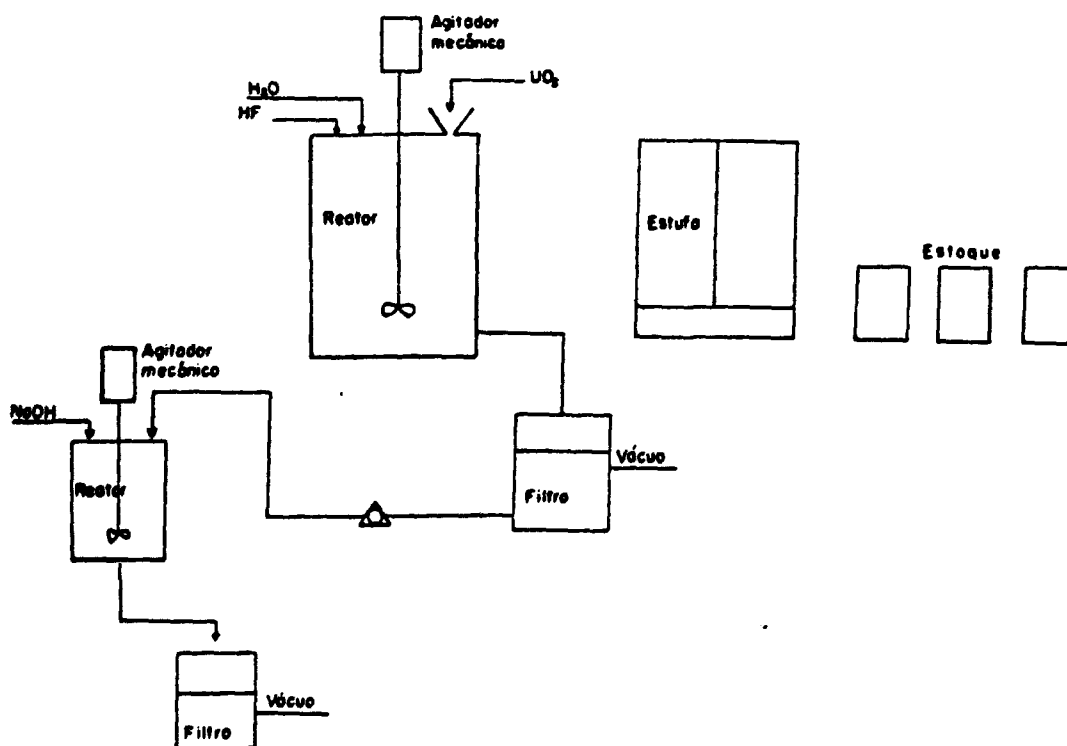 Agitador
mecânico
H₂O
HF
UO₂
Reator
Estufa
Estoque
Agitador
mecânico
NaOH
Reator
Vácuo
Filtro
Vácuo
Filtro